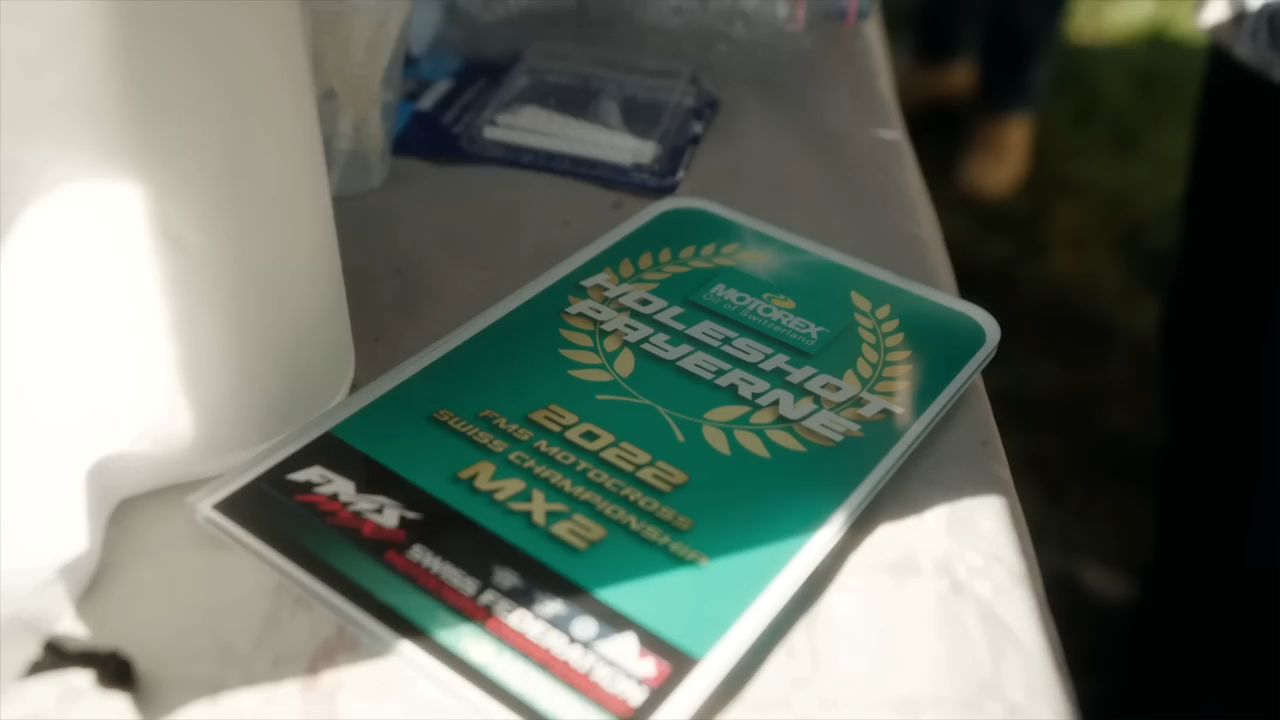 MOTOREX
Oil of Switzerland
HOLESHOT
PAYERNE
2022
FMS MOTOCROSS
SWISS CHAMPIONSHIP
MX2
FMS
SWISS FEDERATION